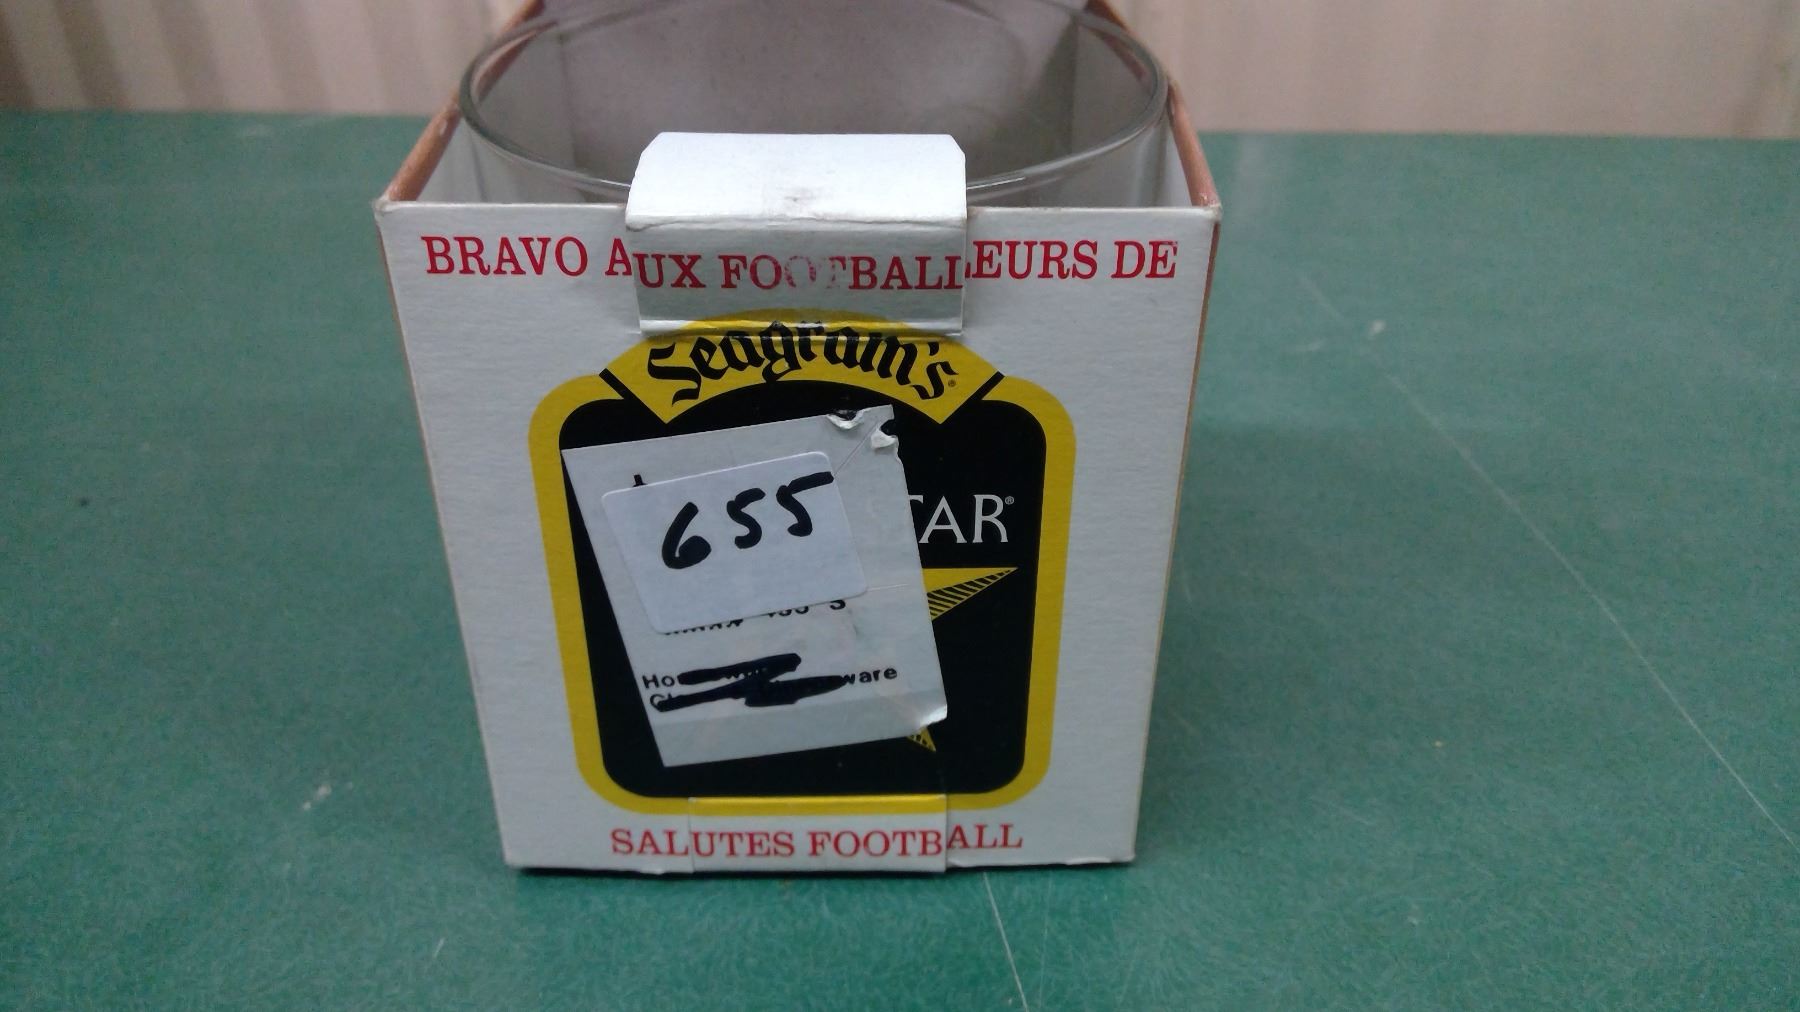 BRAVO AUX FOOTBALLEURS DE
Seagram's
TAR®
655
ware
SALUTES FOOTBALL